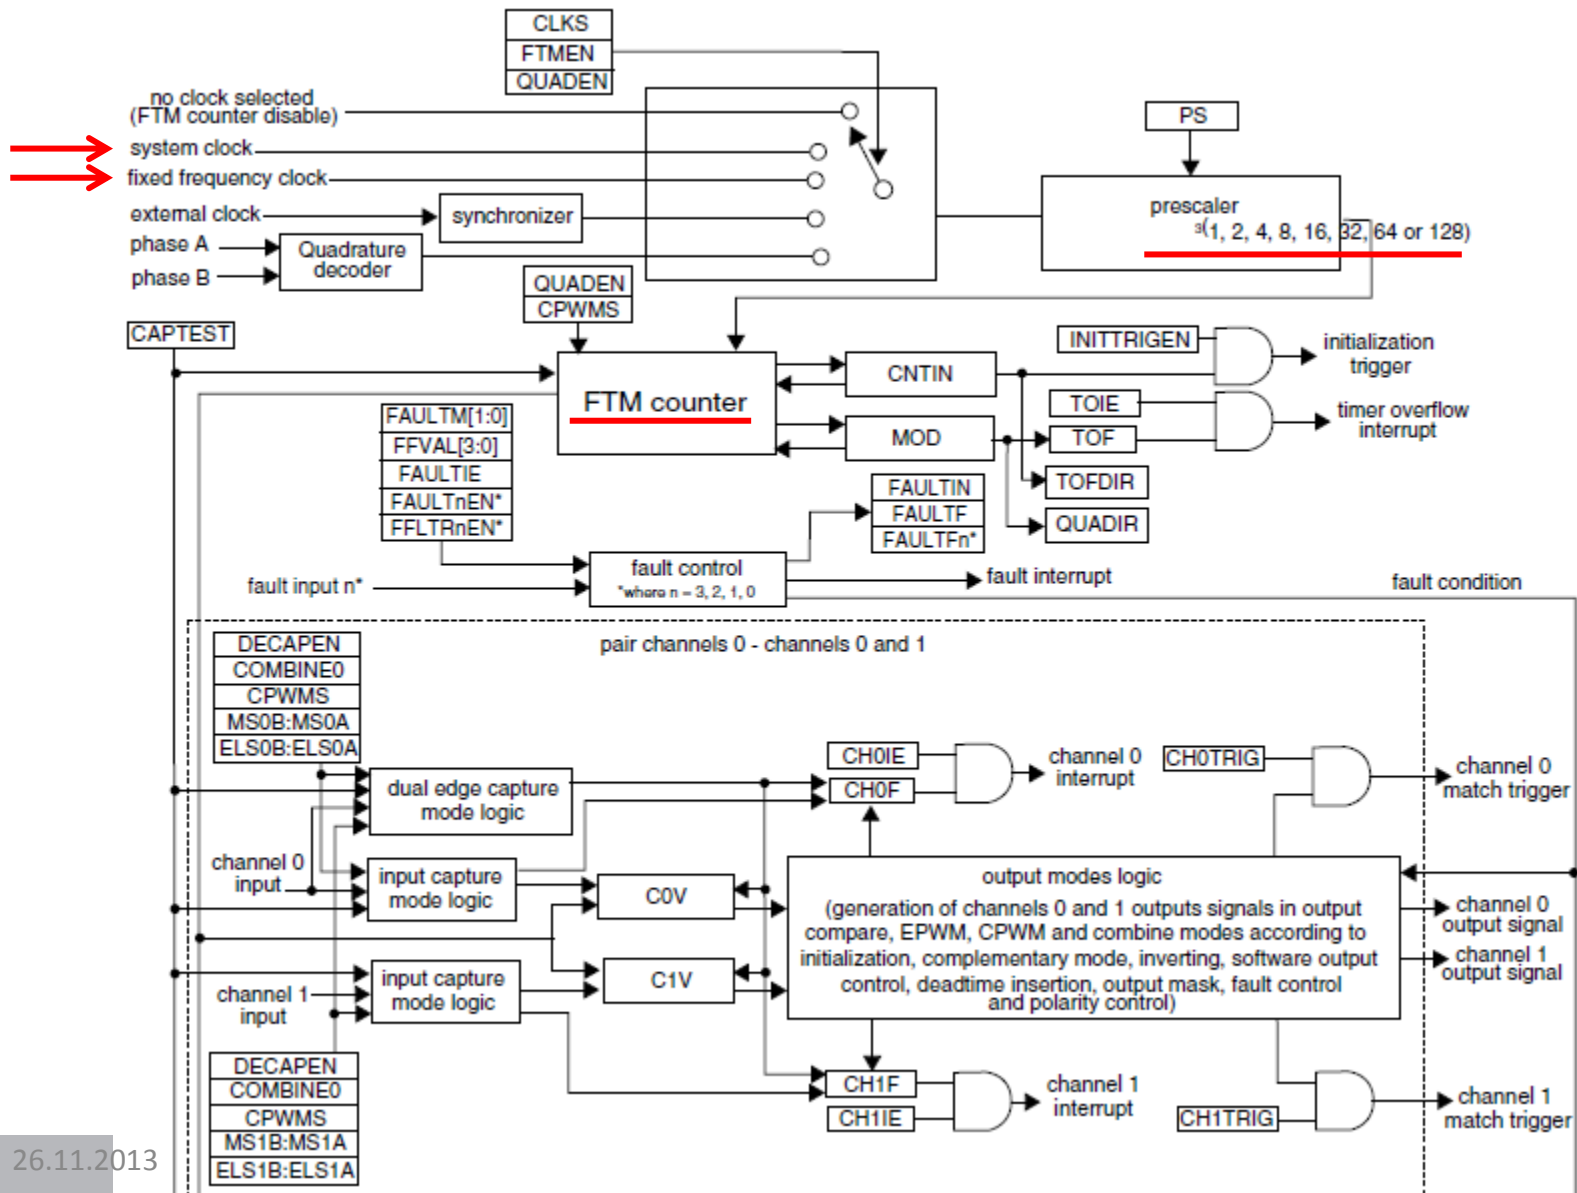 CLKS
FTMEN
QUADEN
no clock selected
(FTM counter disable)
system clock
fixed frequency clock
external clock
synchronizer
phase A
phase B
Quadrature
decoder
PS
prescaler
³(1, 2, 4, 8, 16, 32, 64 or 128)
QUADEN
CPWMS
CAPTEST
FTM counter
CNTIN
MOD
INITTRIGEN
initialization
trigger
TOIE
TOF
timer overflow
interrupt
TOFDIR
QUADIR
FAULTM[1:0]
FFVAL[3:0]
FAULTIE
FAULTnEN*
FFLTRnEN*
FAULTIN
FAULTF
FAULTFn*
fault input n*
fault control
*where n = 3, 2, 1, 0
fault interrupt
fault condition
pair channels 0 - channels 0 and 1
DECAPEN
COMBINE0
CPWMS
MS0B:MS0A
ELS0B:ELS0A
dual edge capture
mode logic
CH0IE
CH0F
channel 0
interrupt
CH0TRIG
channel 0
match trigger
channel 0
input
input capture
mode logic
C0V
output modes logic
(generation of channels 0 and 1 outputs signals in output
compare, EPWM, CPWM and combine modes according to
initialization, complementary mode, inverting, software output
control, deadtime insertion, output mask, fault control
and polarity control)
channel 0
output signal
channel 1
output signal
channel 1
input
input capture
mode logic
C1V
DECAPEN
COMBINE0
CPWMS
MS1B:MS1A
ELS1B:ELS1A
CH1F
CH1IE
channel 1
interrupt
CH1TRIG
channel 1
match trigger
26.11.2013